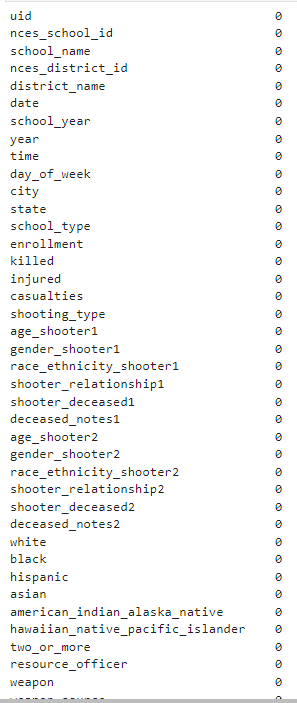 uid 0
nces_school_id 0
school_name 0
nces_district_id 0
district_name 0
date 0
school_year 0
year 0
time 0
day_of_week 0
city 0
state 0
school_type 0
enrollment 0
killed 0
injured 0
casualties 0
shooting_type 0
age_shooter1 0
gender_shooter1 0
race_ethnicity_shooter1 0
shooter_relationship1 0
shooter_deceased1 0
deceased_notes1 0
age_shooter2 0
gender_shooter2 0
race_ethnicity_shooter2 0
shooter_relationship2 0
shooter_deceased2 0
deceased_notes2 0
white 0
black 0
hispanic 0
asian 0
american_indian_alaska_native 0
hawaiian_native_pacific_islander 0
two_or_more 0
resource_officer 0
weapon 0